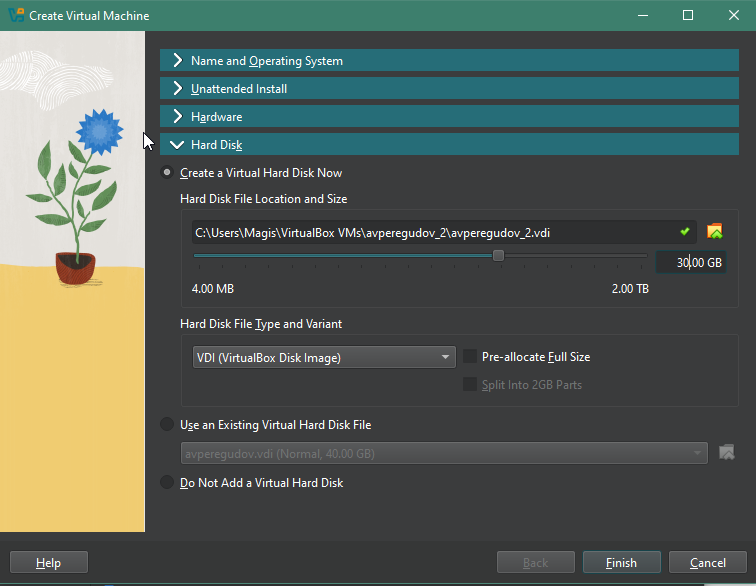 Create Virtual Machine
Name and Operating System
Unattended Install
Hardware
Hard Disk
Create a Virtual Hard Disk Now
Hard Disk File Location and Size
C:\Users\Magis\VirtualBox VMs\avperegudov_2\avperegudov_2.vdi
30,00 GB
4.00 MB 2.00 TB
Hard Disk File Type and Variant
VDI (VirtualBox Disk Image) Pre-allocate Full Size
Split Into 2GB Parts
Use an Existing Virtual Hard Disk File
avperegudov.vdi (Normal, 40.00 GB)
Do Not Add a Virtual Hard Disk
Help Back Finish Cancel